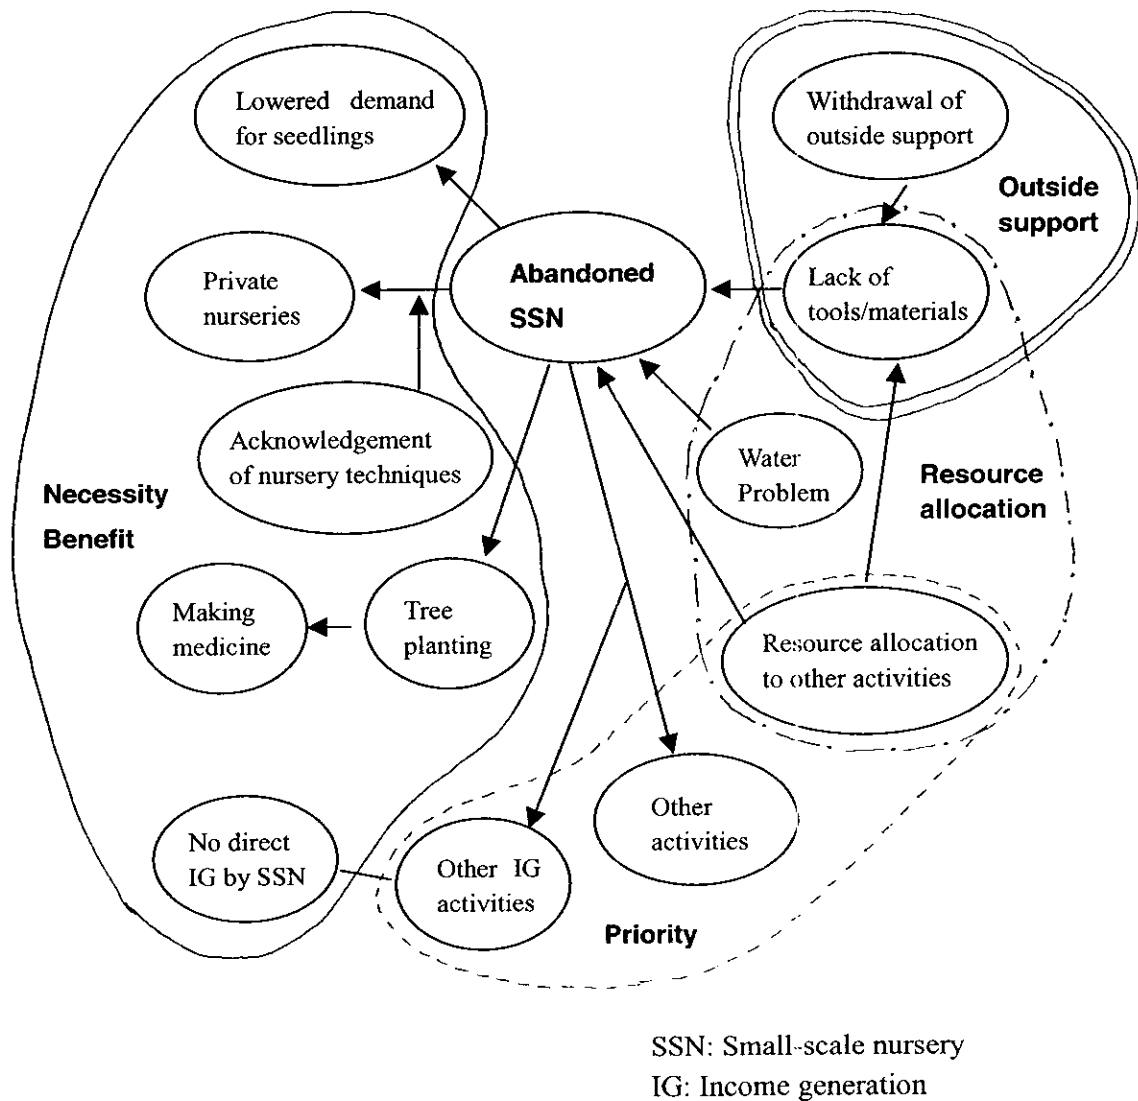 Lowered demand
for seedlings
Withdrawal of
outside support
Outside
support
Private
nurseries
Abandoned
SSN
Lack of
tools/materials
Acknowledgement
of nursery techniques
Water
Problem
Resource
allocation
Necessity
Benefit
Making
medicine
Tree
planting
Resource allocation
to other activities
Other
activities
No direct
IG by SSN
Other IG
activities
Priority
SSN: Small-scale nursery
IG: Income generation